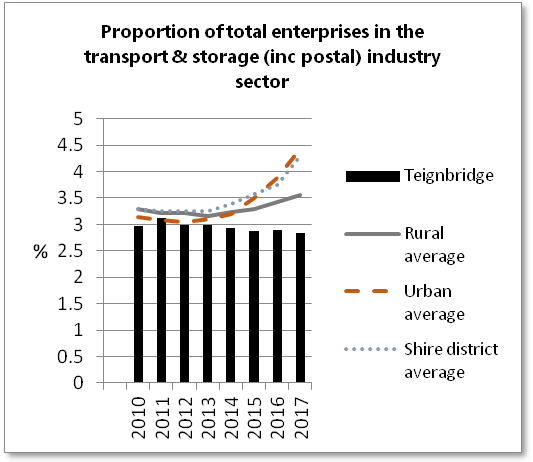 Proportion of total enterprises in the
transport & storage (inc postal) industry
sector
5
4.5
4
3.5
3
2.5
2
1.5
1
0.5
0
%
2010
2011
2012
2013
2014
2015
2016
2017
Teignbridge
Rural
average
Urban
average
Shire district
average